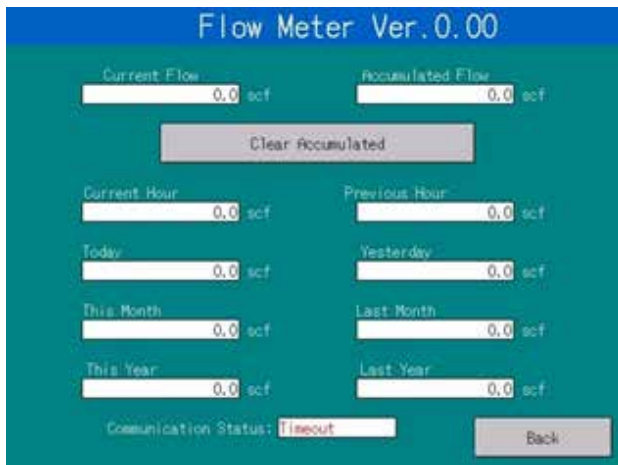 Flow Meter Ver.0.00
Current Flow Accumulated Flow
0.0 scf 0.0 scf
Clear Accumulated
Current Hour Previous Hour
0.0 scf 0.0 scf
Today Yesterday
0.0 scf 0.0 scf
This Month Last Month
0.0 scf 0.0 scf
This Year Last Year
0.0 scf 0.0 scf
Communication Status: Timeout
Back